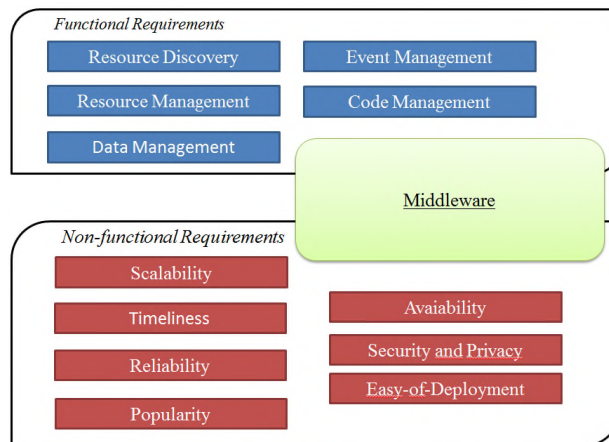 Functional Requirements
Resource Discovery
Event Management
Resource Management
Code Management
Data Management
Middleware
Non-functional Requirements
Scalability
Timeliness
Avaiability
Reliability
Security and Privacy
Easy-of-Deployment
Popularity